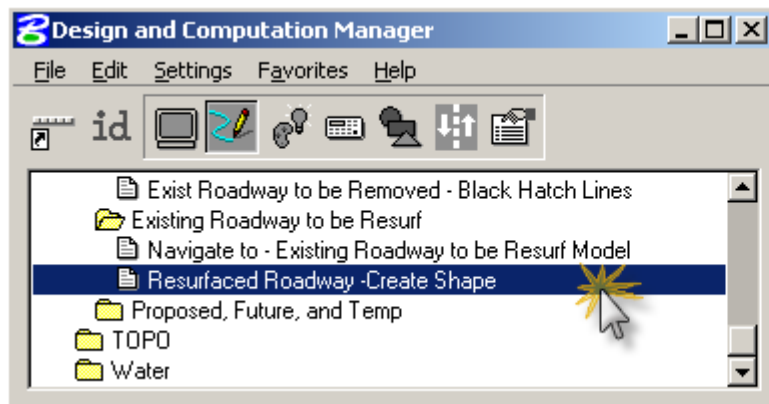 Design and Computation Manager
File Edit Settings Favorites Help
id
Exist Roadway to be Removed - Black Hatch Lines
Existing Roadway to be Resurf
Navigate to - Existing Roadway to be Resurf Model
Resurfaced Roadway -Create Shape
Proposed, Future, and Temp
TOPO
Water